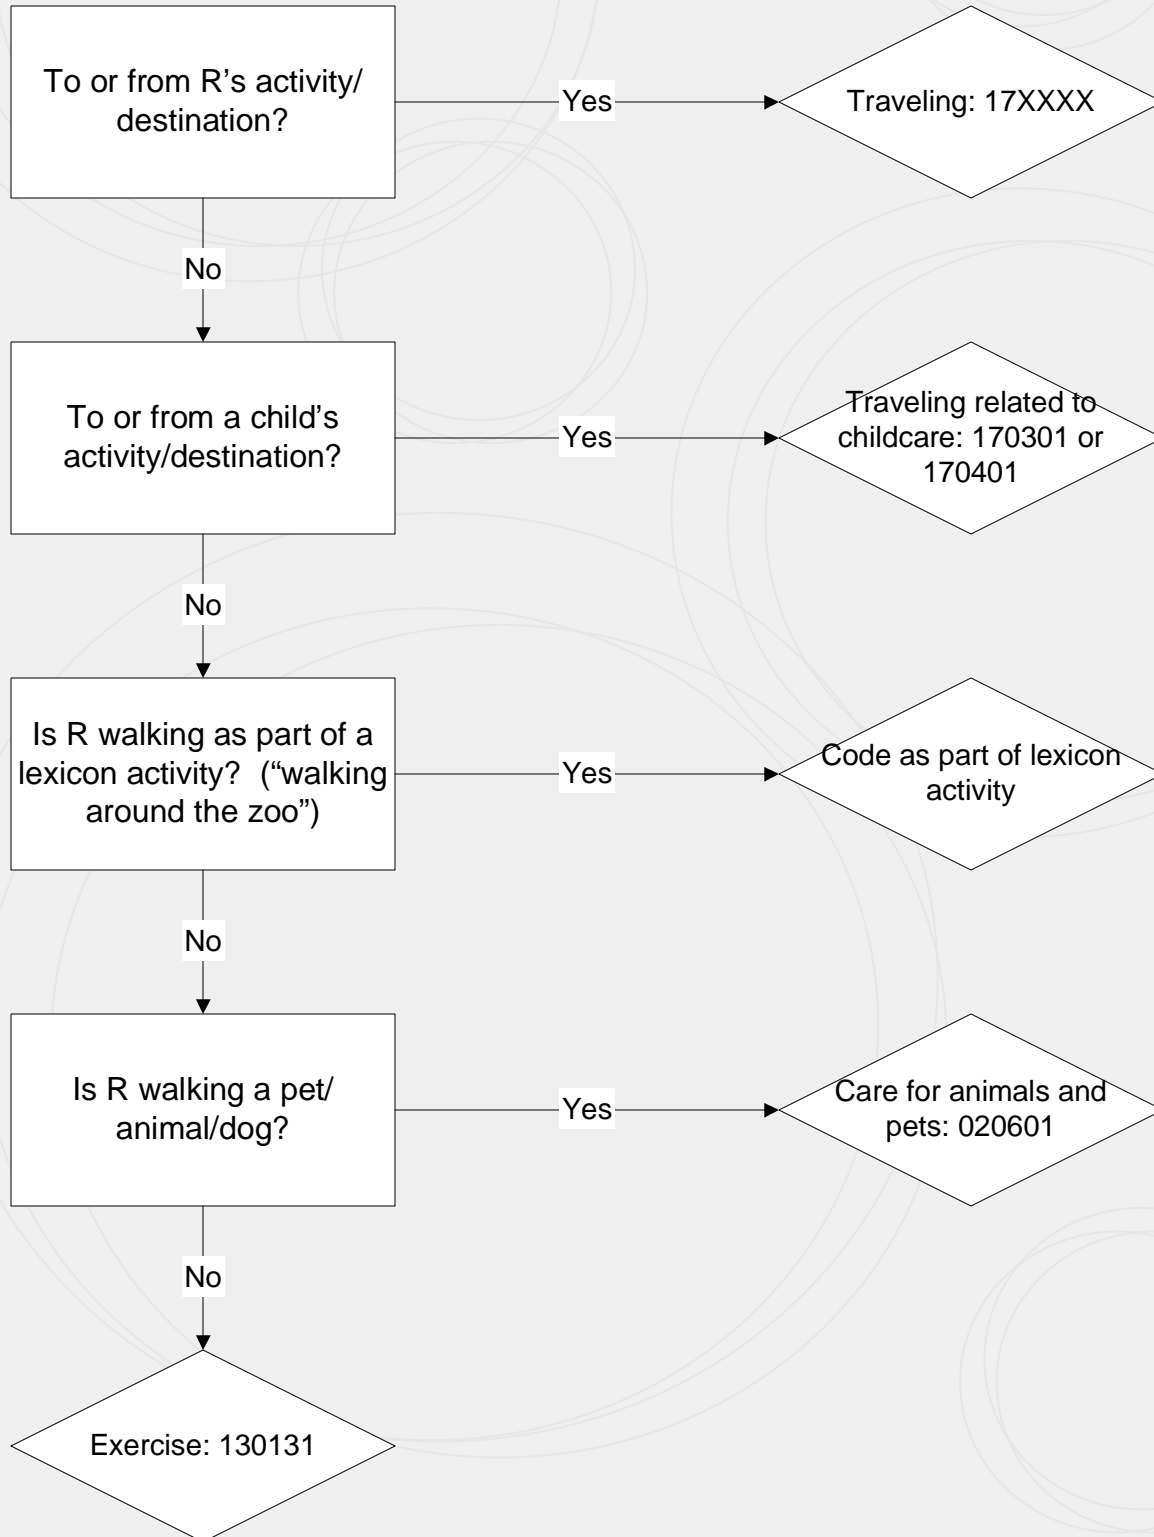 To or from R’s activity/
destination?
Yes
Traveling: 17XXXX
No
To or from a child’s
activity/destination?
Yes
Traveling related to
childcare: 170301 or
170401
No
Is R walking as part of a
lexicon activity?  (“walking
around the zoo”)
Yes
Code as part of lexicon
activity
No
Is R walking a pet/
animal/dog?
Yes
Care for animals and
pets: 020601
No
Exercise: 130131